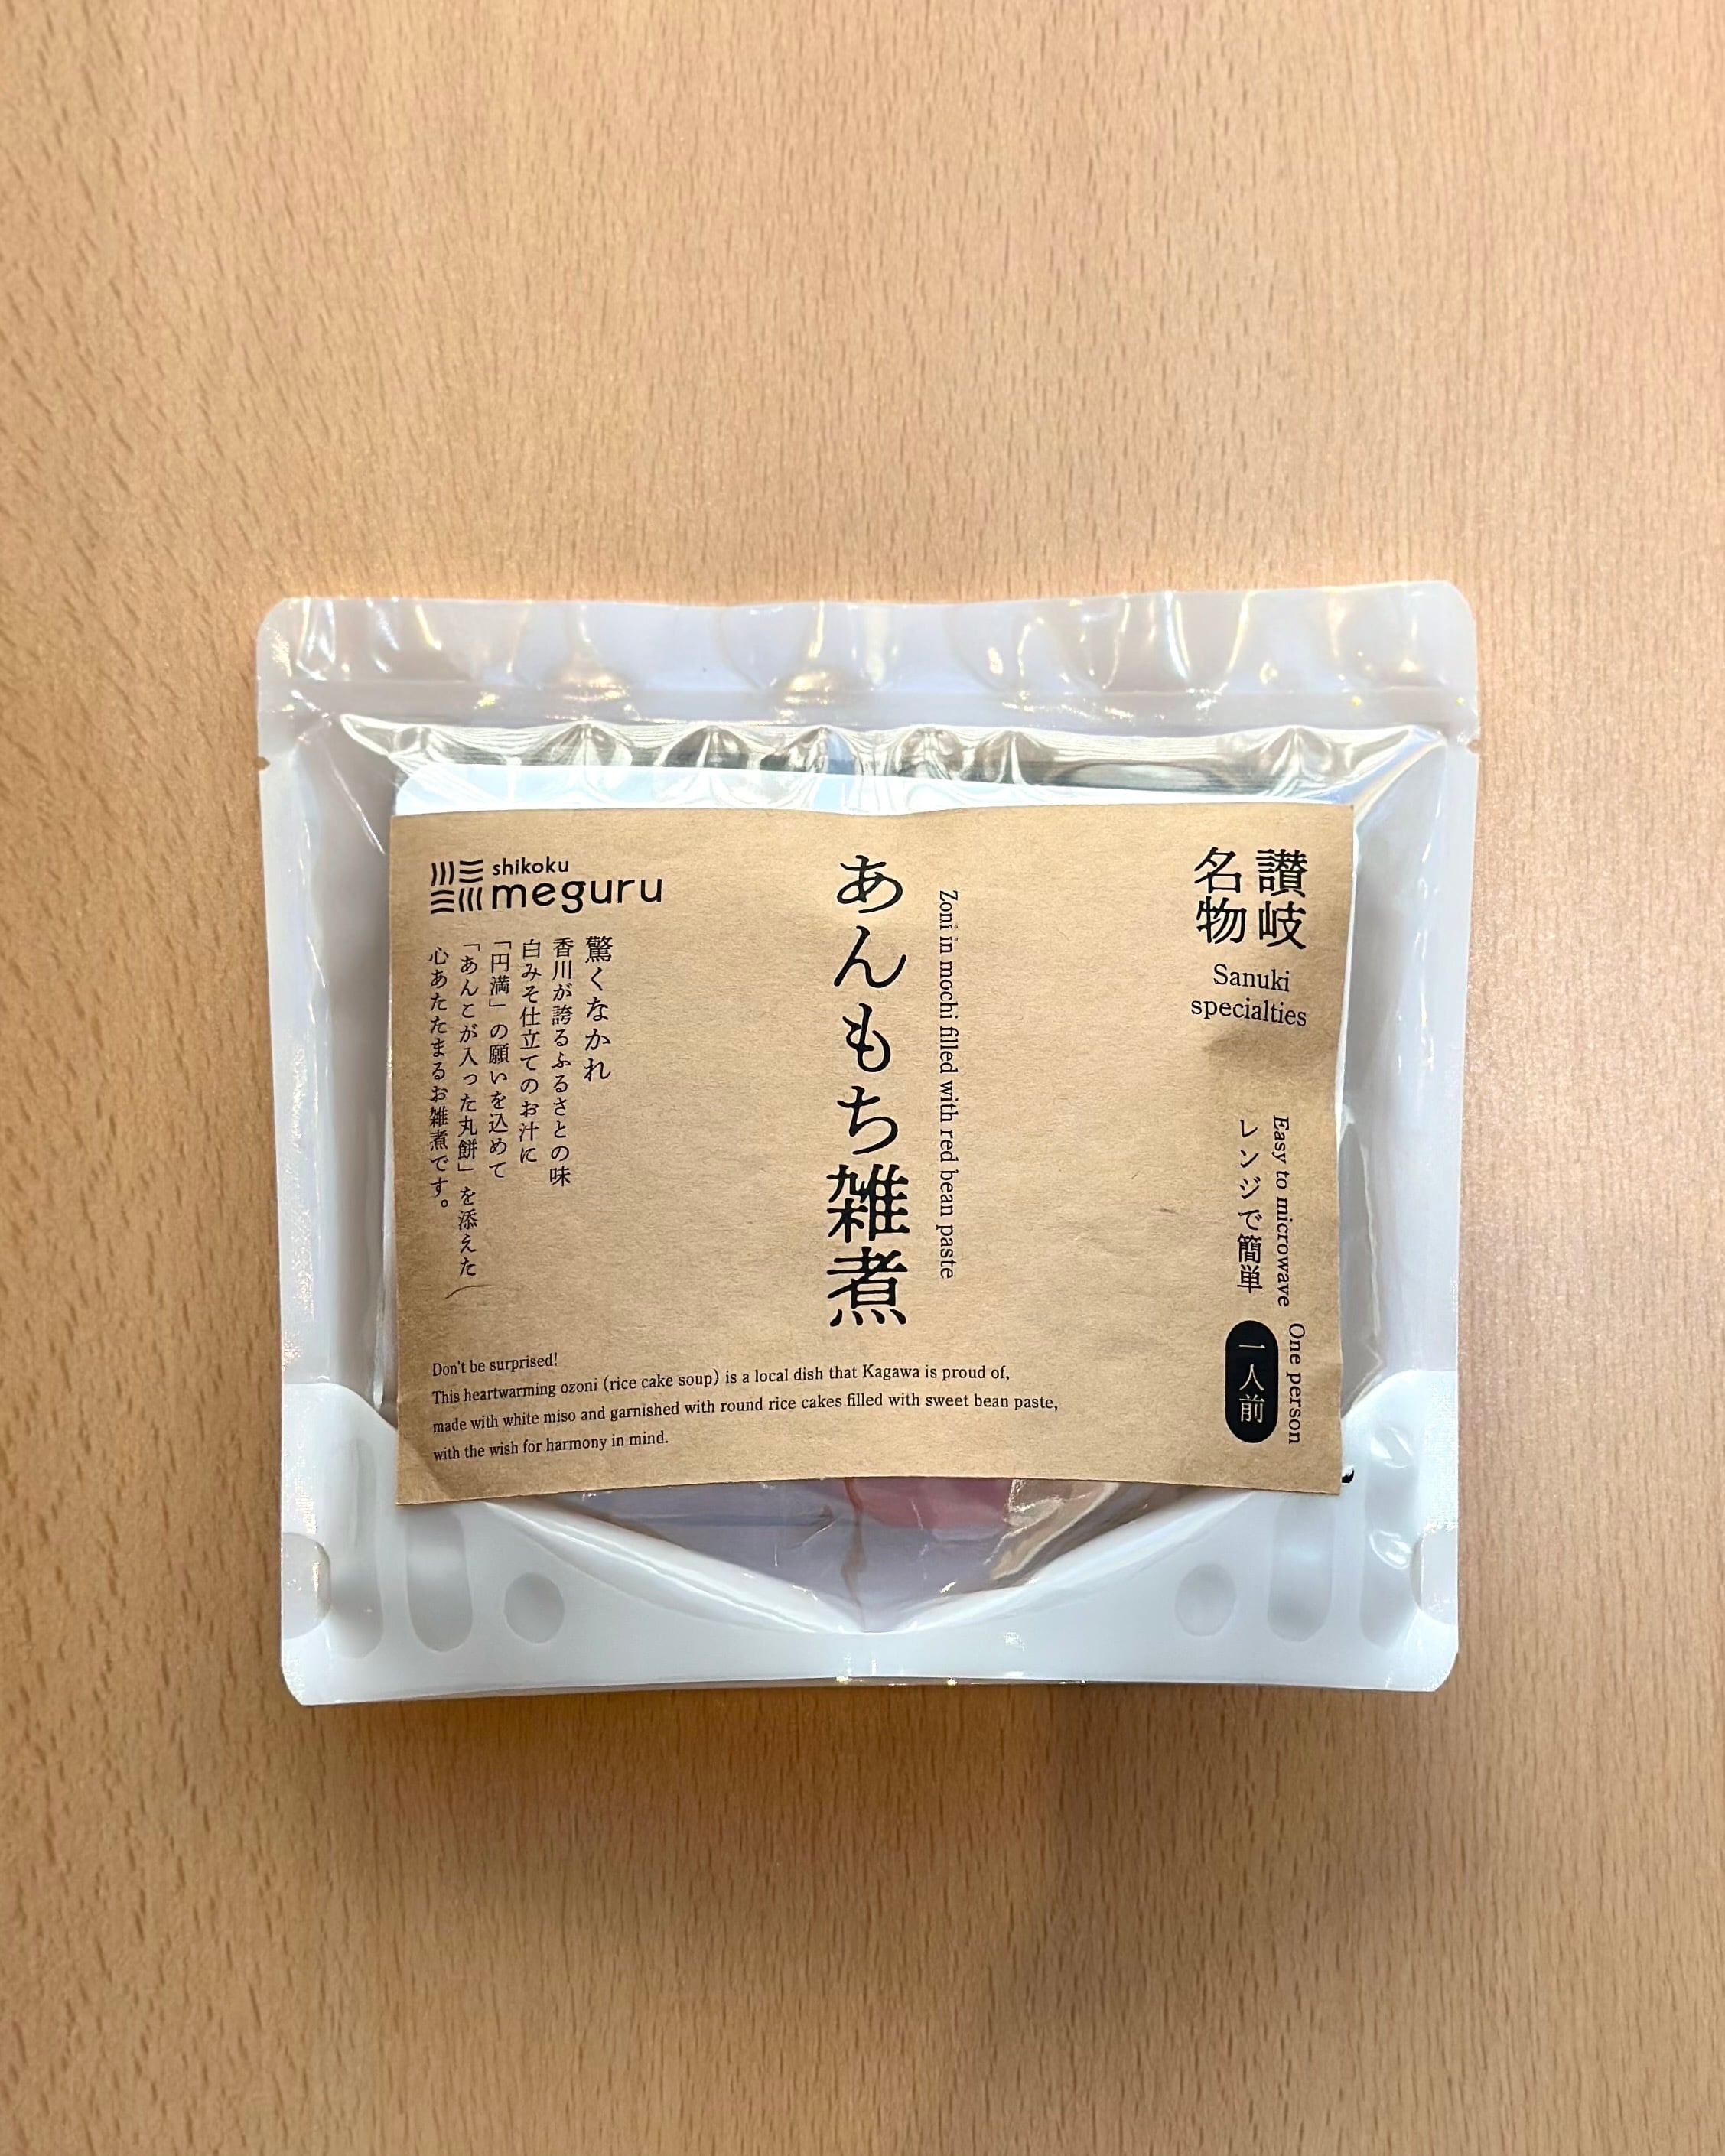 讃岐
名物
Sanuki
specialties
Easy to microwave
レンジで簡単
One person
一人前
Zoni in mochi filled with red bean paste
あんもち雑煮
shikoku
meguru
驚くなかれ
香川が誇るふるさとの味
白みそ仕立てのお汁に
「円満」の願いを込めて
「あんこが入った丸餅」を添えた
心あたたまるお雑煮です。
Don't be surprised!
This heartwarming ozoni (rice cake soup) is a local dish that Kagawa is proud of,
made with white miso and garnished with round rice cakes filled with sweet bean paste,
with the wish for harmony in mind.